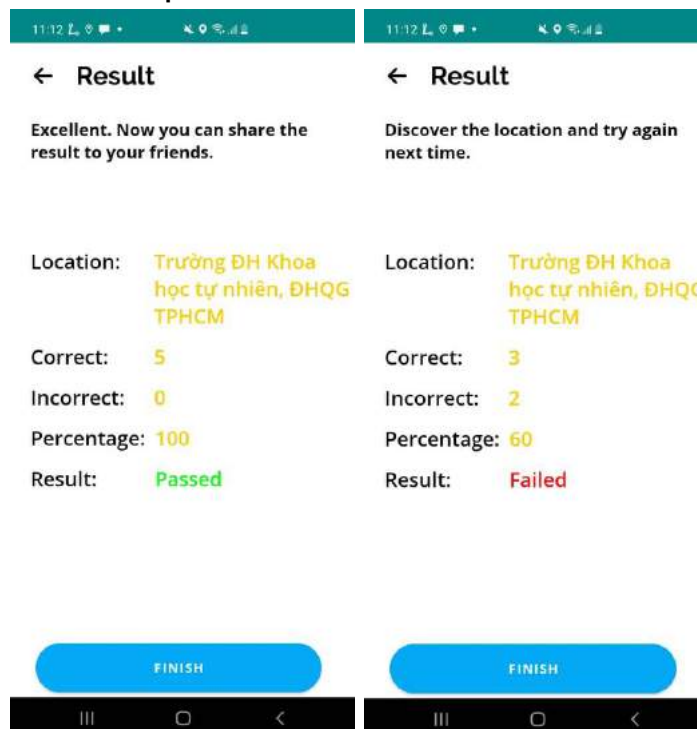 11:12
← Result
Excellent. Now you can share the
result to your friends.
Location: Trường ĐH Khoa
học tự nhiên, ĐHQG
TPHCM
Correct: 5
Incorrect: 0
Percentage: 100
Result: Passed
FINISH
11:12
← Result
Discover the location and try again
next time.
Location: Trường ĐH Khoa
học tự nhiên, ĐHQG
TPHCM
Correct: 3
Incorrect: 2
Percentage: 60
Result: Failed
FINISH